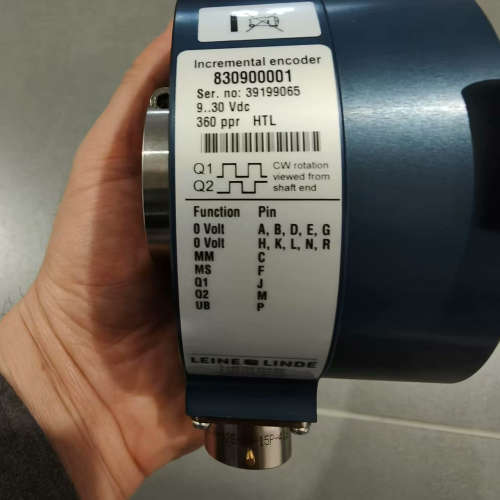 Incremental encoder
830900001
Ser. no: 39199065
9..30 Vdc
360 ppr HTL
Q1
Q2
CW rotation
viewed from
shaft end
Function Pin
0 Volt A, B, D, E, G
0 Volt H, K, L, N, R
MM C
MS F
Q1 J
Q2 M
UB P
LEINE LINDE